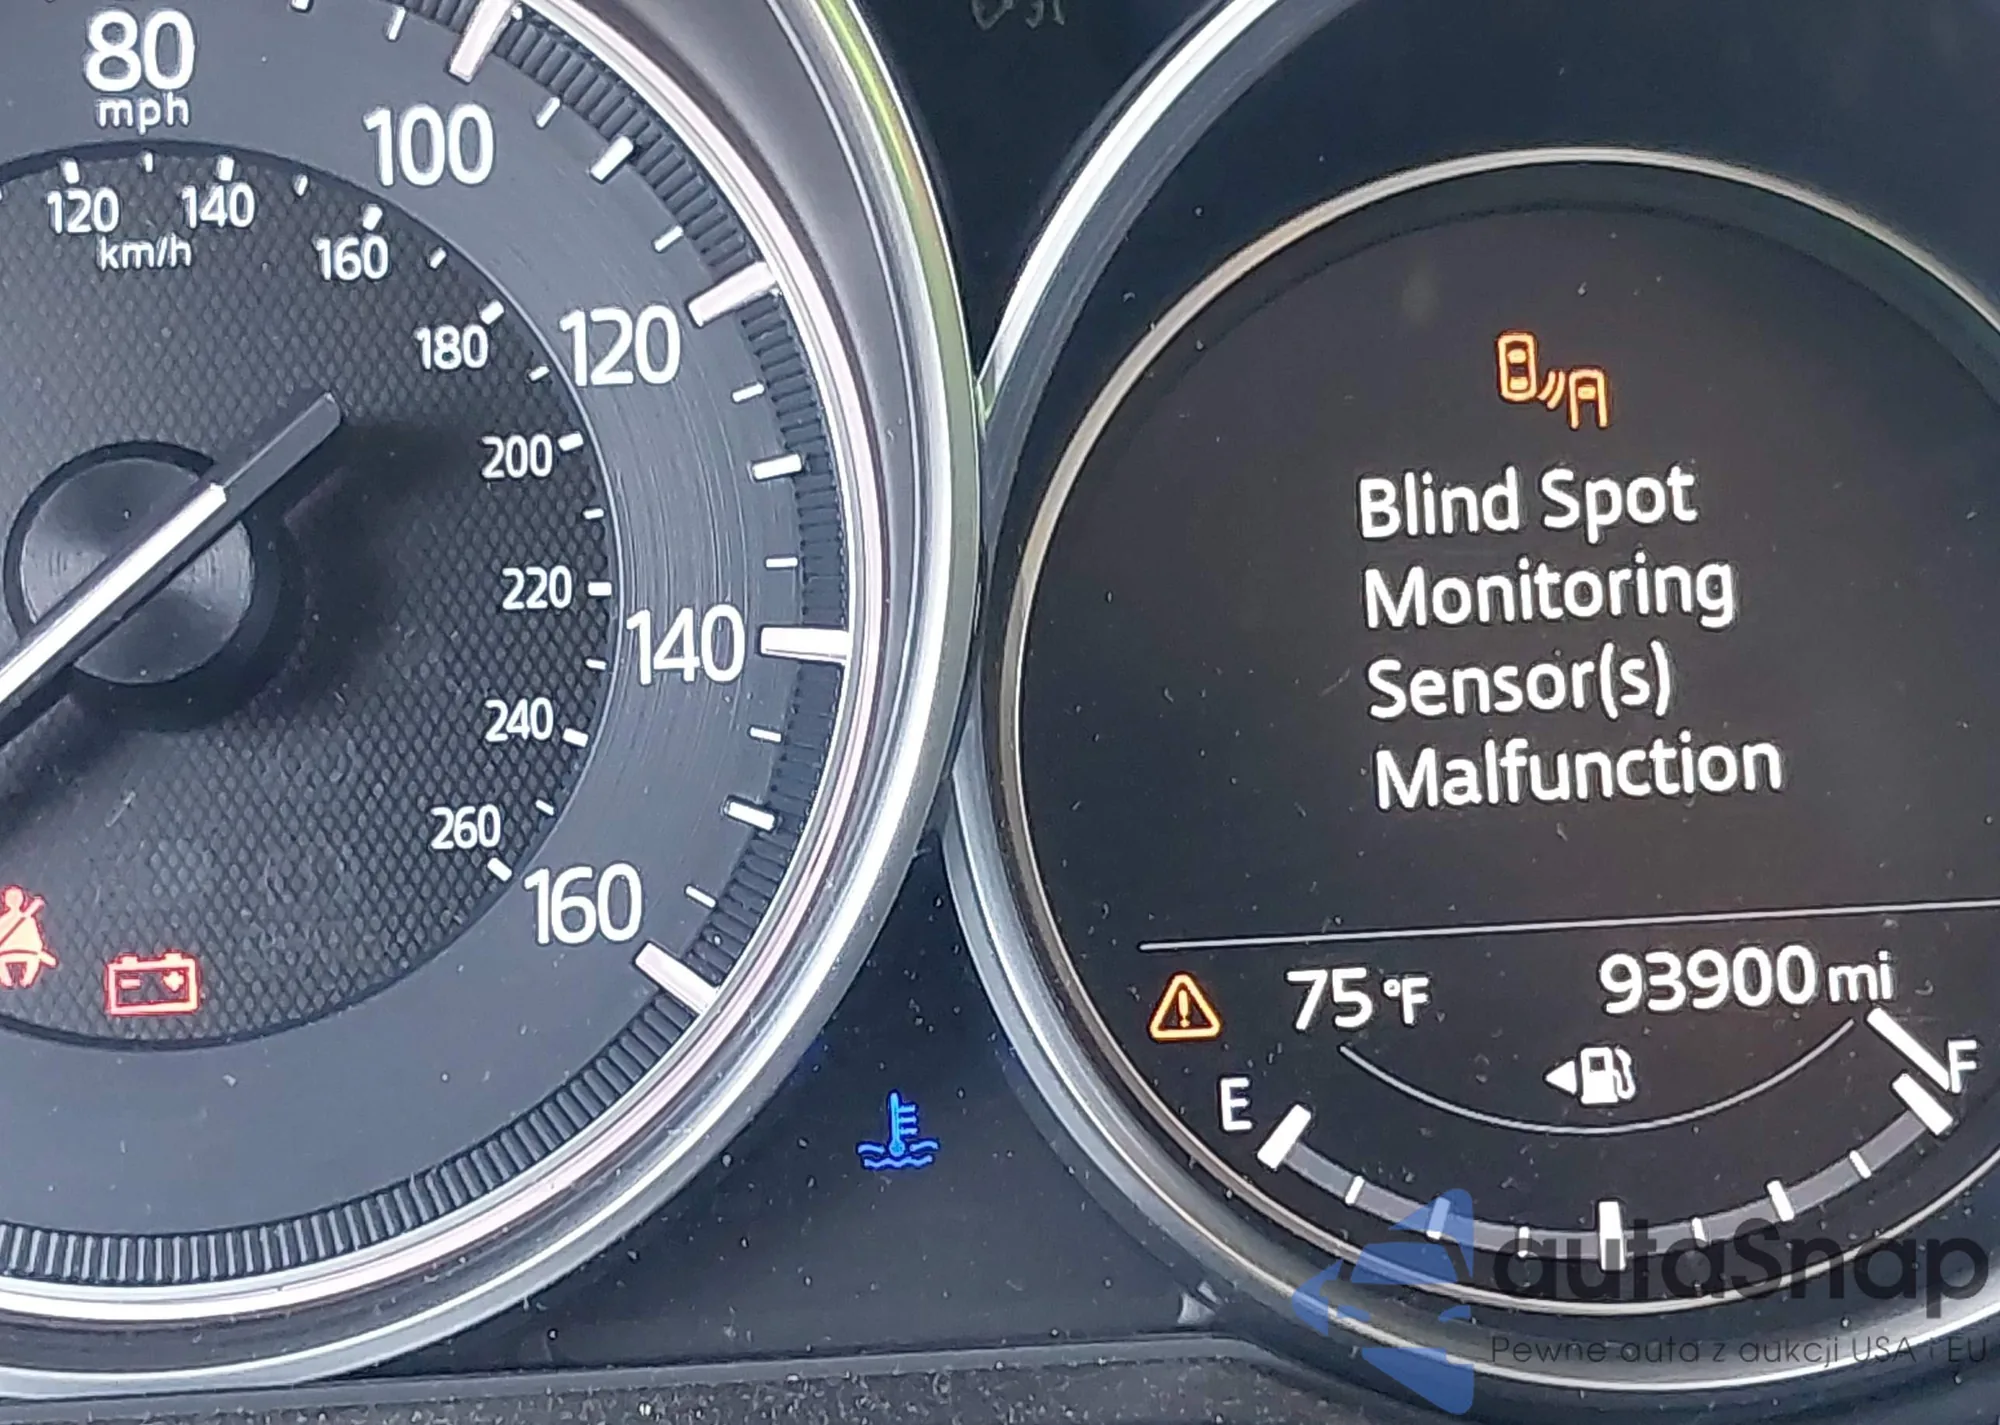 80
mph
100
120
140
160
120 140
km/h
160
180
200
220
240
260
Blind Spot
Monitoring
Sensor(s)
Malfunction
75°F
93900 mi
E
F
autaSnap
Pewne auta z aukcji USA i EU